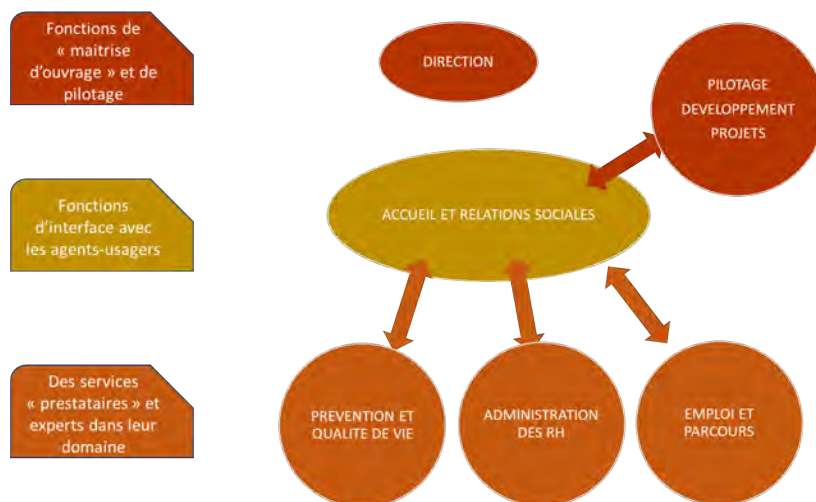 Fonctions de
« maitrise
d'ouvrage » et de
pilotage
DIRECTION
PILOTAGE
DEVELOPPEMENT
PROJETS
Fonctions
d'interface avec
les agents-usagers
ACCUEIL ET RELATIONS SOCIALES
Des services
« prestataires » et
experts dans leur
domaine
PREVENTION ET
QUALITE DE VIE
ADMINISTRATION
DES RH
EMPLOI ET
PARCOURS